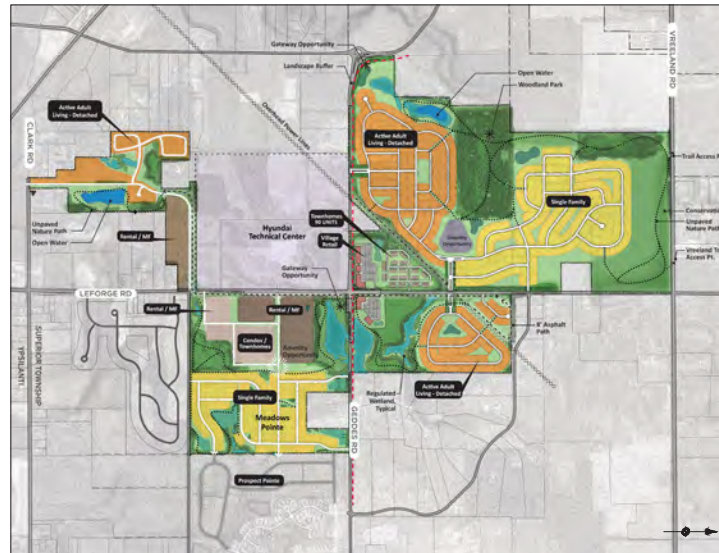 Gateway Opportunity
Landscape Buffer
VREELAND RD
Open Water
Woodland Park
Overhead Power Lines
CLARK RD
Active Adult
Living - Detached
Active Adult
Living - Detached
Trail Access
Single Family
Unpaved
Nature Path
Open Water
Rental / Mf
Hyundai
Technical Center
Townhomes
90 UNITS
Village
Retail
Gateway
Opportunity
Unpaved
Nature Path
Vreeland
Access Pt.
LEFORGE RD
Rental / Mf
Rental / Mf
Condos /
Townhomes
Amenity
Opportunity
8' Asphalt
Path
YPSILANTI
SUPERIOR TOWNSHIP
Single Family
Meadows
Pointe
GEDDES RD
Regulated
Wetland,
Typical
Active Adult
Living - Detached
Prospect Pointe